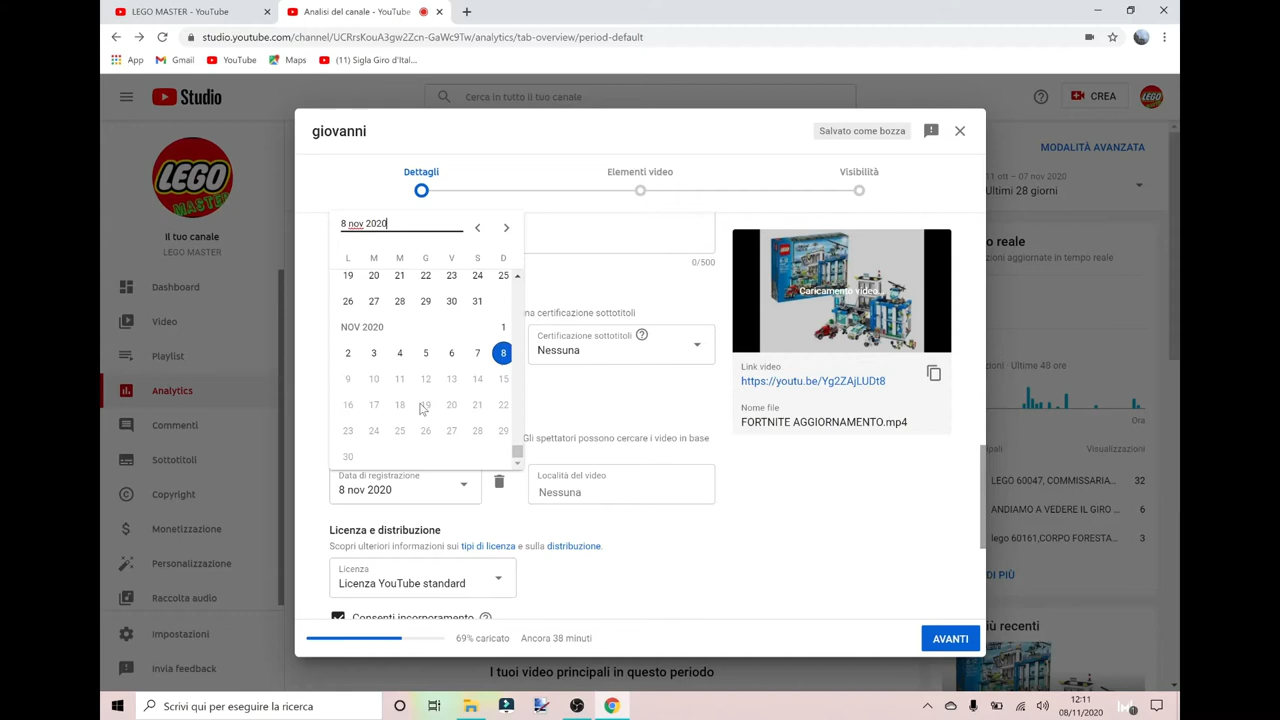 LEGO MASTER - YouTube
Analisi del canale - YouTube
studio.youtube.com/channel/UCRrsKouA3gw2Zcn-GaWc9Tw/analytics/tab-overview/period-default
App
Gmail
YouTube
Maps
(11) Sigla Giro d'Ital...
Studio
Cerca in tutto il tuo canale
CREA
giovanni
Salvato come bozza
MODALITÀ AVANZATA
Dettagli
Elementi video
Visibilità
11 ott – 07 nov 2020
Ultimi 28 giorni
LEGO
MASTER
Il tuo canale
LEGO MASTER
Dashboard
Video
Playlist
Analytics
Commenti
Sottotitoli
Copyright
Monetizzazione
Personalizzazione
Raccolta audio
Impostazioni
Invia feedback
8 nov 2020
L M M G V S D
19 20 21 22 23 24 25
26 27 28 29 30 31
NOV 2020 1
2 3 4 5 6 7 8
9 10 11 12 13 14 15
16 17 18 19 20 21 22
23 24 25 26 27 28 29
30
0/500
na certificazione sottotitoli
Certificazione sottotitoli
Nessuna
Gli spettatori possono cercare i video in base
Data di registrazione
8 nov 2020
Località del video
Nessuna
Licenza e distribuzione
Scopri ulteriori informazioni sui tipi di licenza e sulla distribuzione.
Licenza
Licenza YouTube standard
Consenti incorporamento
Caricamento video...
Link video
https://youtu.be/Yg2ZAjLUDt8
Nome file
FORTNITE AGGIORNAMENTO.mp4
69% caricato
Ancora 38 minuti
AVANTI
reale
aggiornate in tempo reale
Ultime 48 ore
Ora
Visualizzazioni
LEGO 60047, COMMISSARIA... 32
ANDIAMO A VEDERE IL GIRO 6
lego 60161,CORPO FORESTA... 3
DI PIÙ
iù recenti
I tuoi video principali in questo periodo
Scrivi qui per eseguire la ricerca
12:11
08/11/2020